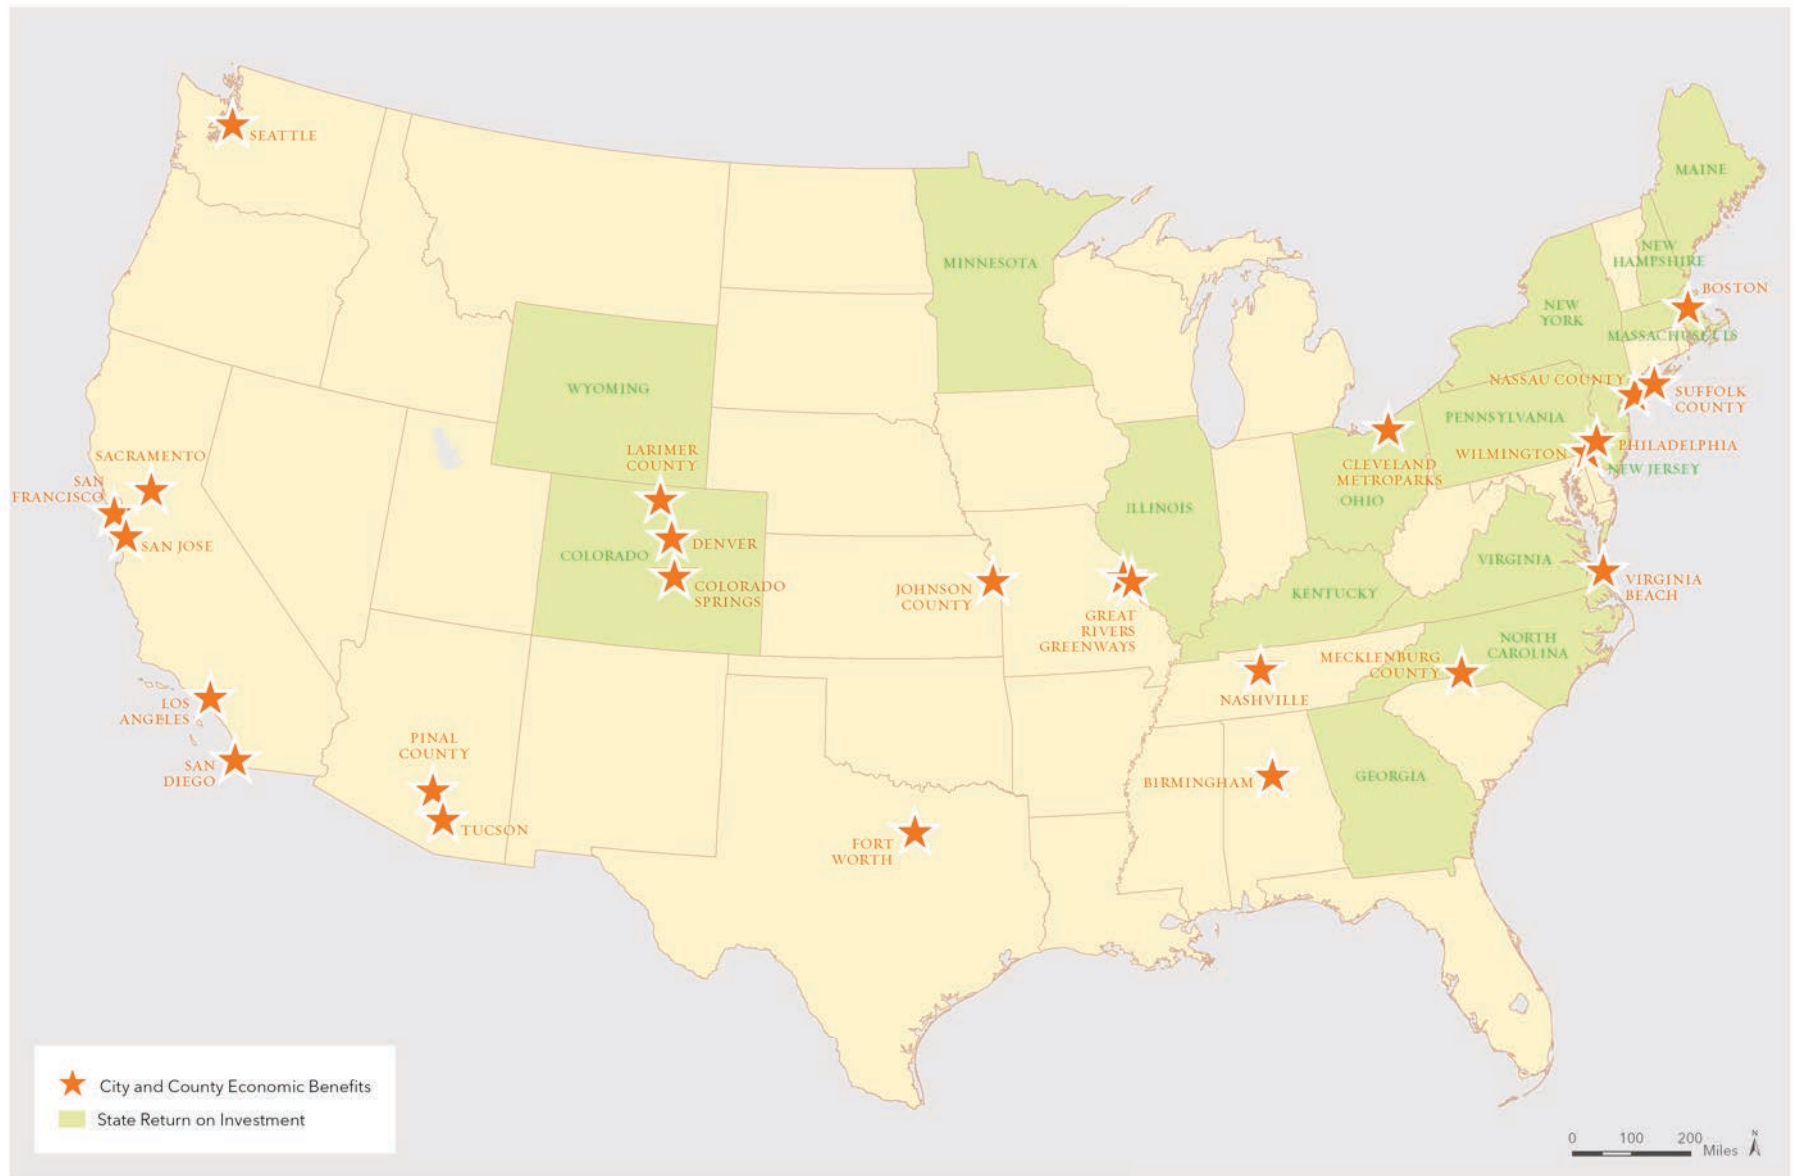 SEATTLE
MAINE
MINNESOTA
NEW
HAMPSHIRE
BOSTON
NEW
YORK
MASSACHUSETTS
WYOMING
NASSAU COUNTY
SUFFOLK
COUNTY
PENNSYLVANIA
PHILADELPHIA
WILMINGTON
NEW JERSEY
SACRAMENTO
SAN
FRANCISCO
SAN JOSE
LARIMER
COUNTY
CLEVELAND
METROPARKS
OHIO
ILLINOIS
COLORADO
DENVER
COLORADO
SPRINGS
JOHNSON
COUNTY
GREAT
RIVERS
GREENWAYS
KENTUCKY
VIRGINIA
VIRGINIA
BEACH
NORTH
CAROLINA
MECKLENBURG
COUNTY
NASHVILLE
LOS
ANGELES
SAN
DIEGO
PINAL
COUNTY
TUCSON
FORT
WORTH
BIRMINGHAM
GEORGIA
City and County Economic Benefits
State Return on Investment
0 100 200
Miles
N